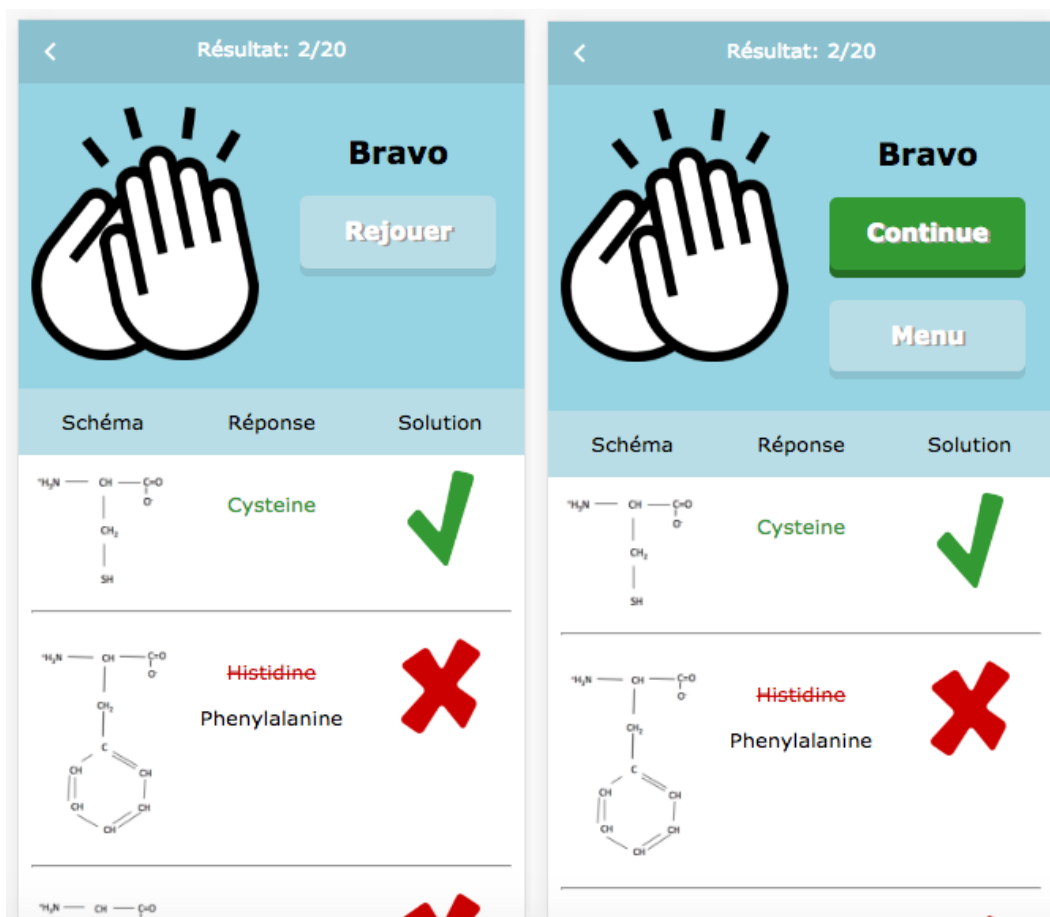 Résultat: 2/20
Bravo
Rejouer
Schéma Réponse Solution
⁺H₃N CH C=O
O⁻
CH₂
SH
Cysteine
⁺H₃N CH C=O
O⁻
CH₂
C
CH CH
CH CH
CH
Histidine
Phenylalanine
⁺H₃N CH C=O
Résultat: 2/20
Bravo
Continue
Menu
Schéma Réponse Solution
⁺H₃N CH C=O
O⁻
CH₂
SH
Cysteine
⁺H₃N CH C=O
O⁻
CH₂
C
CH CH
CH CH
CH
Histidine
Phenylalanine